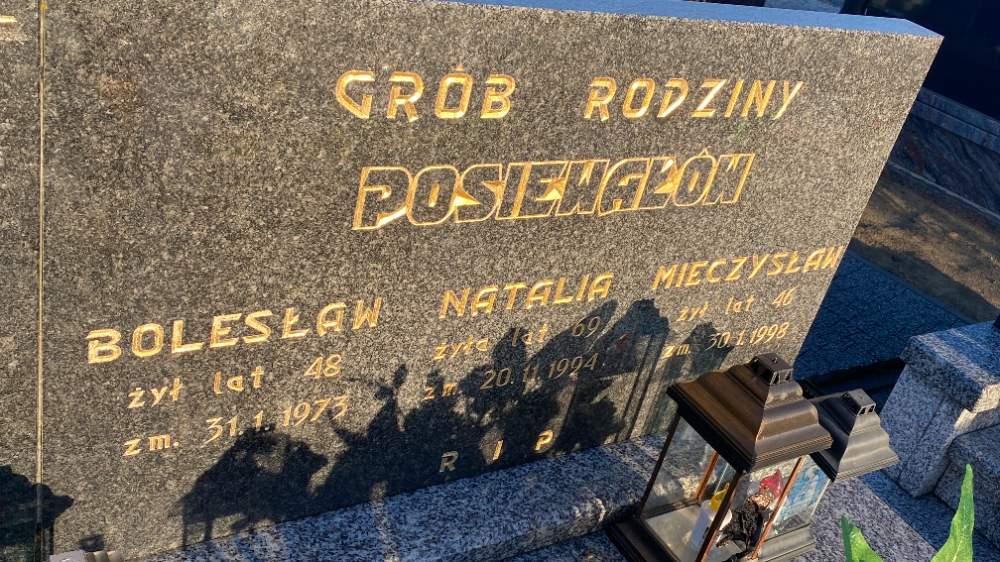 GRÓB RODZINY
POSIEWAŁÓW
BOLESŁAW
żył lat 48
zm. 31.1.1973
NATALIA
żyła lat 69
zm. 20.11.1994
MIECZYSŁAW
żył lat 46
zm. 30.1.1998
R I P